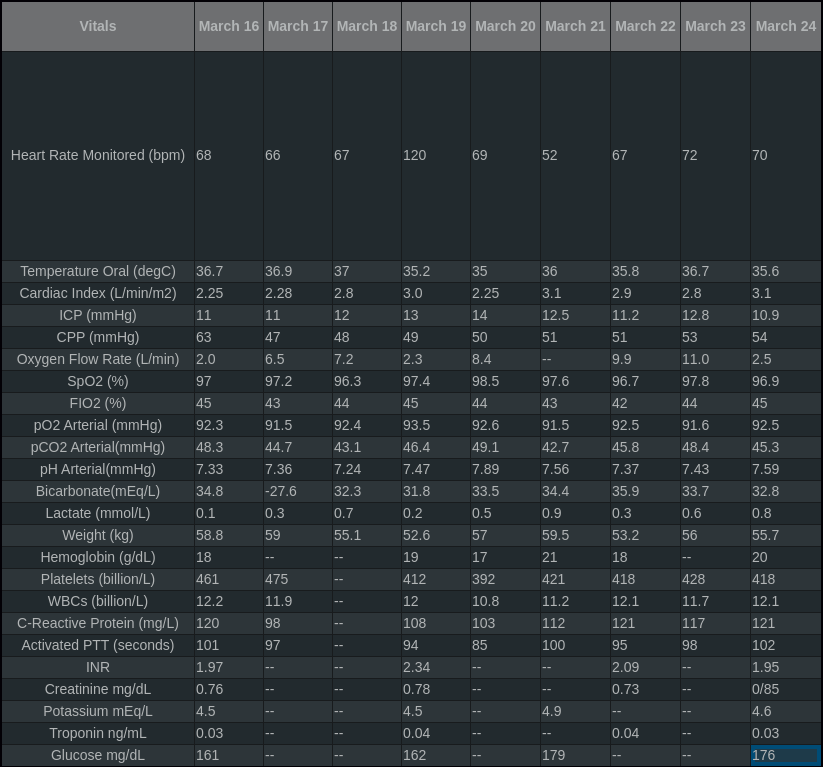 Vitals March 16 March 17 March 18 March 19 March 20 March 21 March 22 March 23 March 24
Heart Rate Monitored (bpm) 68 66 67 120 69 52 67 72 70
Temperature Oral (degC) 36.7 36.9 37 35.2 35 36 35.8 36.7 35.6
Cardiac Index (L/min/m2) 2.25 2.28 2.8 3.0 2.25 3.1 2.9 2.8 3.1
ICP (mmHg) 11 11 12 13 14 12.5 11.2 12.8 10.9
CPP (mmHg) 63 47 48 49 50 51 51 53 54
Oxygen Flow Rate (L/min) 2.0 6.5 7.2 2.3 8.4 -- 9.9 11.0 2.5
SpO2 (%) 97 97.2 96.3 97.4 98.5 97.6 96.7 97.8 96.9
FIO2 (%) 45 43 44 45 44 43 42 44 45
pO2 Arterial (mmHg) 92.3 91.5 92.4 93.5 92.6 91.5 92.5 91.6 92.5
pCO2 Arterial(mmHg) 48.3 44.7 43.1 46.4 49.1 42.7 45.8 48.4 45.3
pH Arterial(mmHg) 7.33 7.36 7.24 7.47 7.89 7.56 7.37 7.43 7.59
Bicarbonate(mEq/L) 34.8 -27.6 32.3 31.8 33.5 34.4 35.9 33.7 32.8
Lactate (mmol/L) 0.1 0.3 0.7 0.2 0.5 0.9 0.3 0.6 0.8
Weight (kg) 58.8 59 55.1 52.6 57 59.5 53.2 56 55.7
Hemoglobin (g/dL) 18 -- -- 19 17 21 18 -- 20
Platelets (billion/L) 461 475 -- 412 392 421 418 428 418
WBCs (billion/L) 12.2 11.9 -- 12 10.8 11.2 12.1 11.7 12.1
C-Reactive Protein (mg/L) 120 98 -- 108 103 112 121 117 121
Activated PTT (seconds) 101 97 -- 94 85 100 95 98 102
INR 1.97 -- -- 2.34 -- -- 2.09 -- 1.95
Creatinine mg/dL 0.76 -- -- 0.78 -- -- 0.73 -- 0/85
Potassium mEq/L 4.5 -- -- 4.5 -- 4.9 -- -- 4.6
Troponin ng/mL 0.03 -- -- 0.04 -- -- 0.04 -- 0.03
Glucose mg/dL 161 -- -- 162 -- 179 -- -- 176